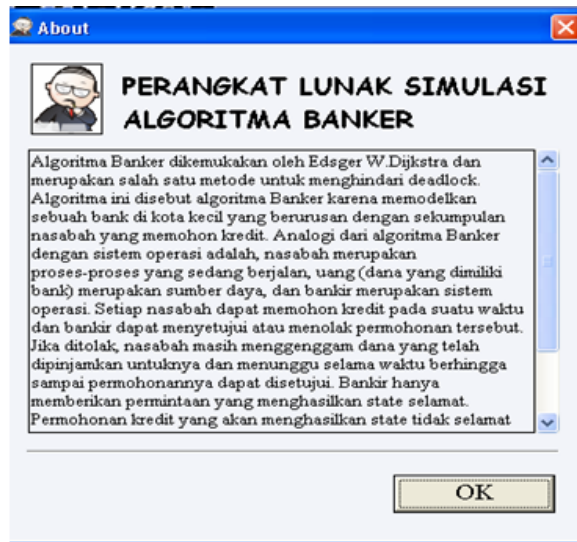 About
PERANGKAT LUNAK SIMULASI
ALGORITMA BANKER
Algoritma Banker dikemukakan oleh Edsger W.Dijkstra dan
merupakan salah satu metode untuk menghindari deadlock.
Algoritma ini disebut algoritma Banker karena memodelkan
sebuah bank di kota kecil yang berurusan dengan sekumpulan
nasabah yang memohon kredit. Analogi dari algoritma Banker
dengan sistem operasi adalah, nasabah merupakan
proses-proses yang sedang berjalan, uang (dana yang dimiliki
bank) merupakan sumber daya, dan bankir merupakan sistem
operasi. Setiap nasabah dapat memohon kredit pada suatu waktu
dan bankir dapat menyetujui atau menolak permohonan tersebut.
Jika ditolak, nasabah masih menggenggam dana yang telah
dipinjamkan untuknya dan menunggu selama waktu berhingga
sampai permohonannya dapat disetujui. Bankir hanya
memberikan permintaan yang menghasilkan state selamat.
Permohonan kredit yang akan menghasilkan state tidak selamat
OK